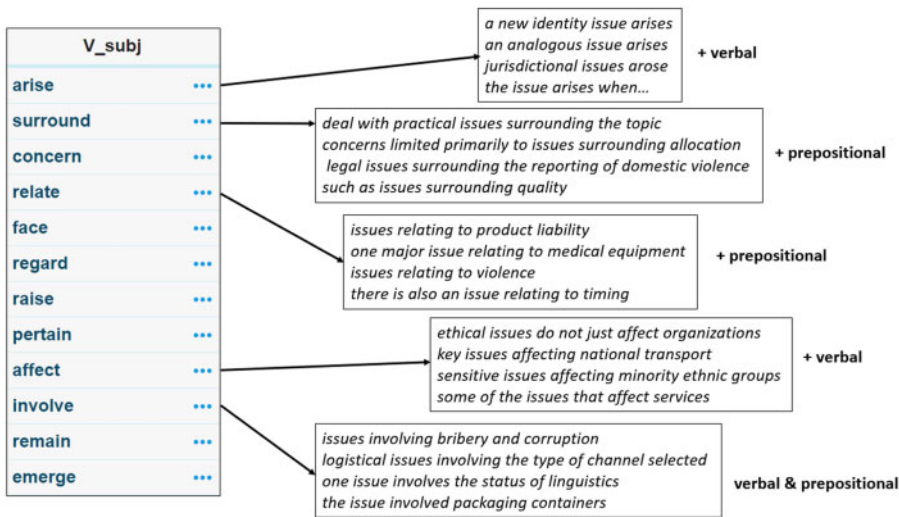 V_subj
arise •••
surround •••
concern •••
relate •••
face •••
regard •••
raise •••
pertain •••
affect •••
involve •••
remain •••
emerge •••
a new identity issue arises
an analogous issue arises
jurisdictional issues arose
the issue arises when...
+ verbal
deal with practical issues surrounding the topic
concerns limited primarily to issues surrounding allocation
legal issues surrounding the reporting of domestic violence
such as issues surrounding quality
+ prepositional
issues relating to product liability
one major issue relating to medical equipment
issues relating to violence
there is also an issue relating to timing
+ prepositional
ethical issues do not just affect organizations
key issues affecting national transport
sensitive issues affecting minority ethnic groups
some of the issues that affect services
+ verbal
issues involving bribery and corruption
logistical issues involving the type of channel selected
one issue involves the status of linguistics
the issue involved packaging containers
verbal & prepositional